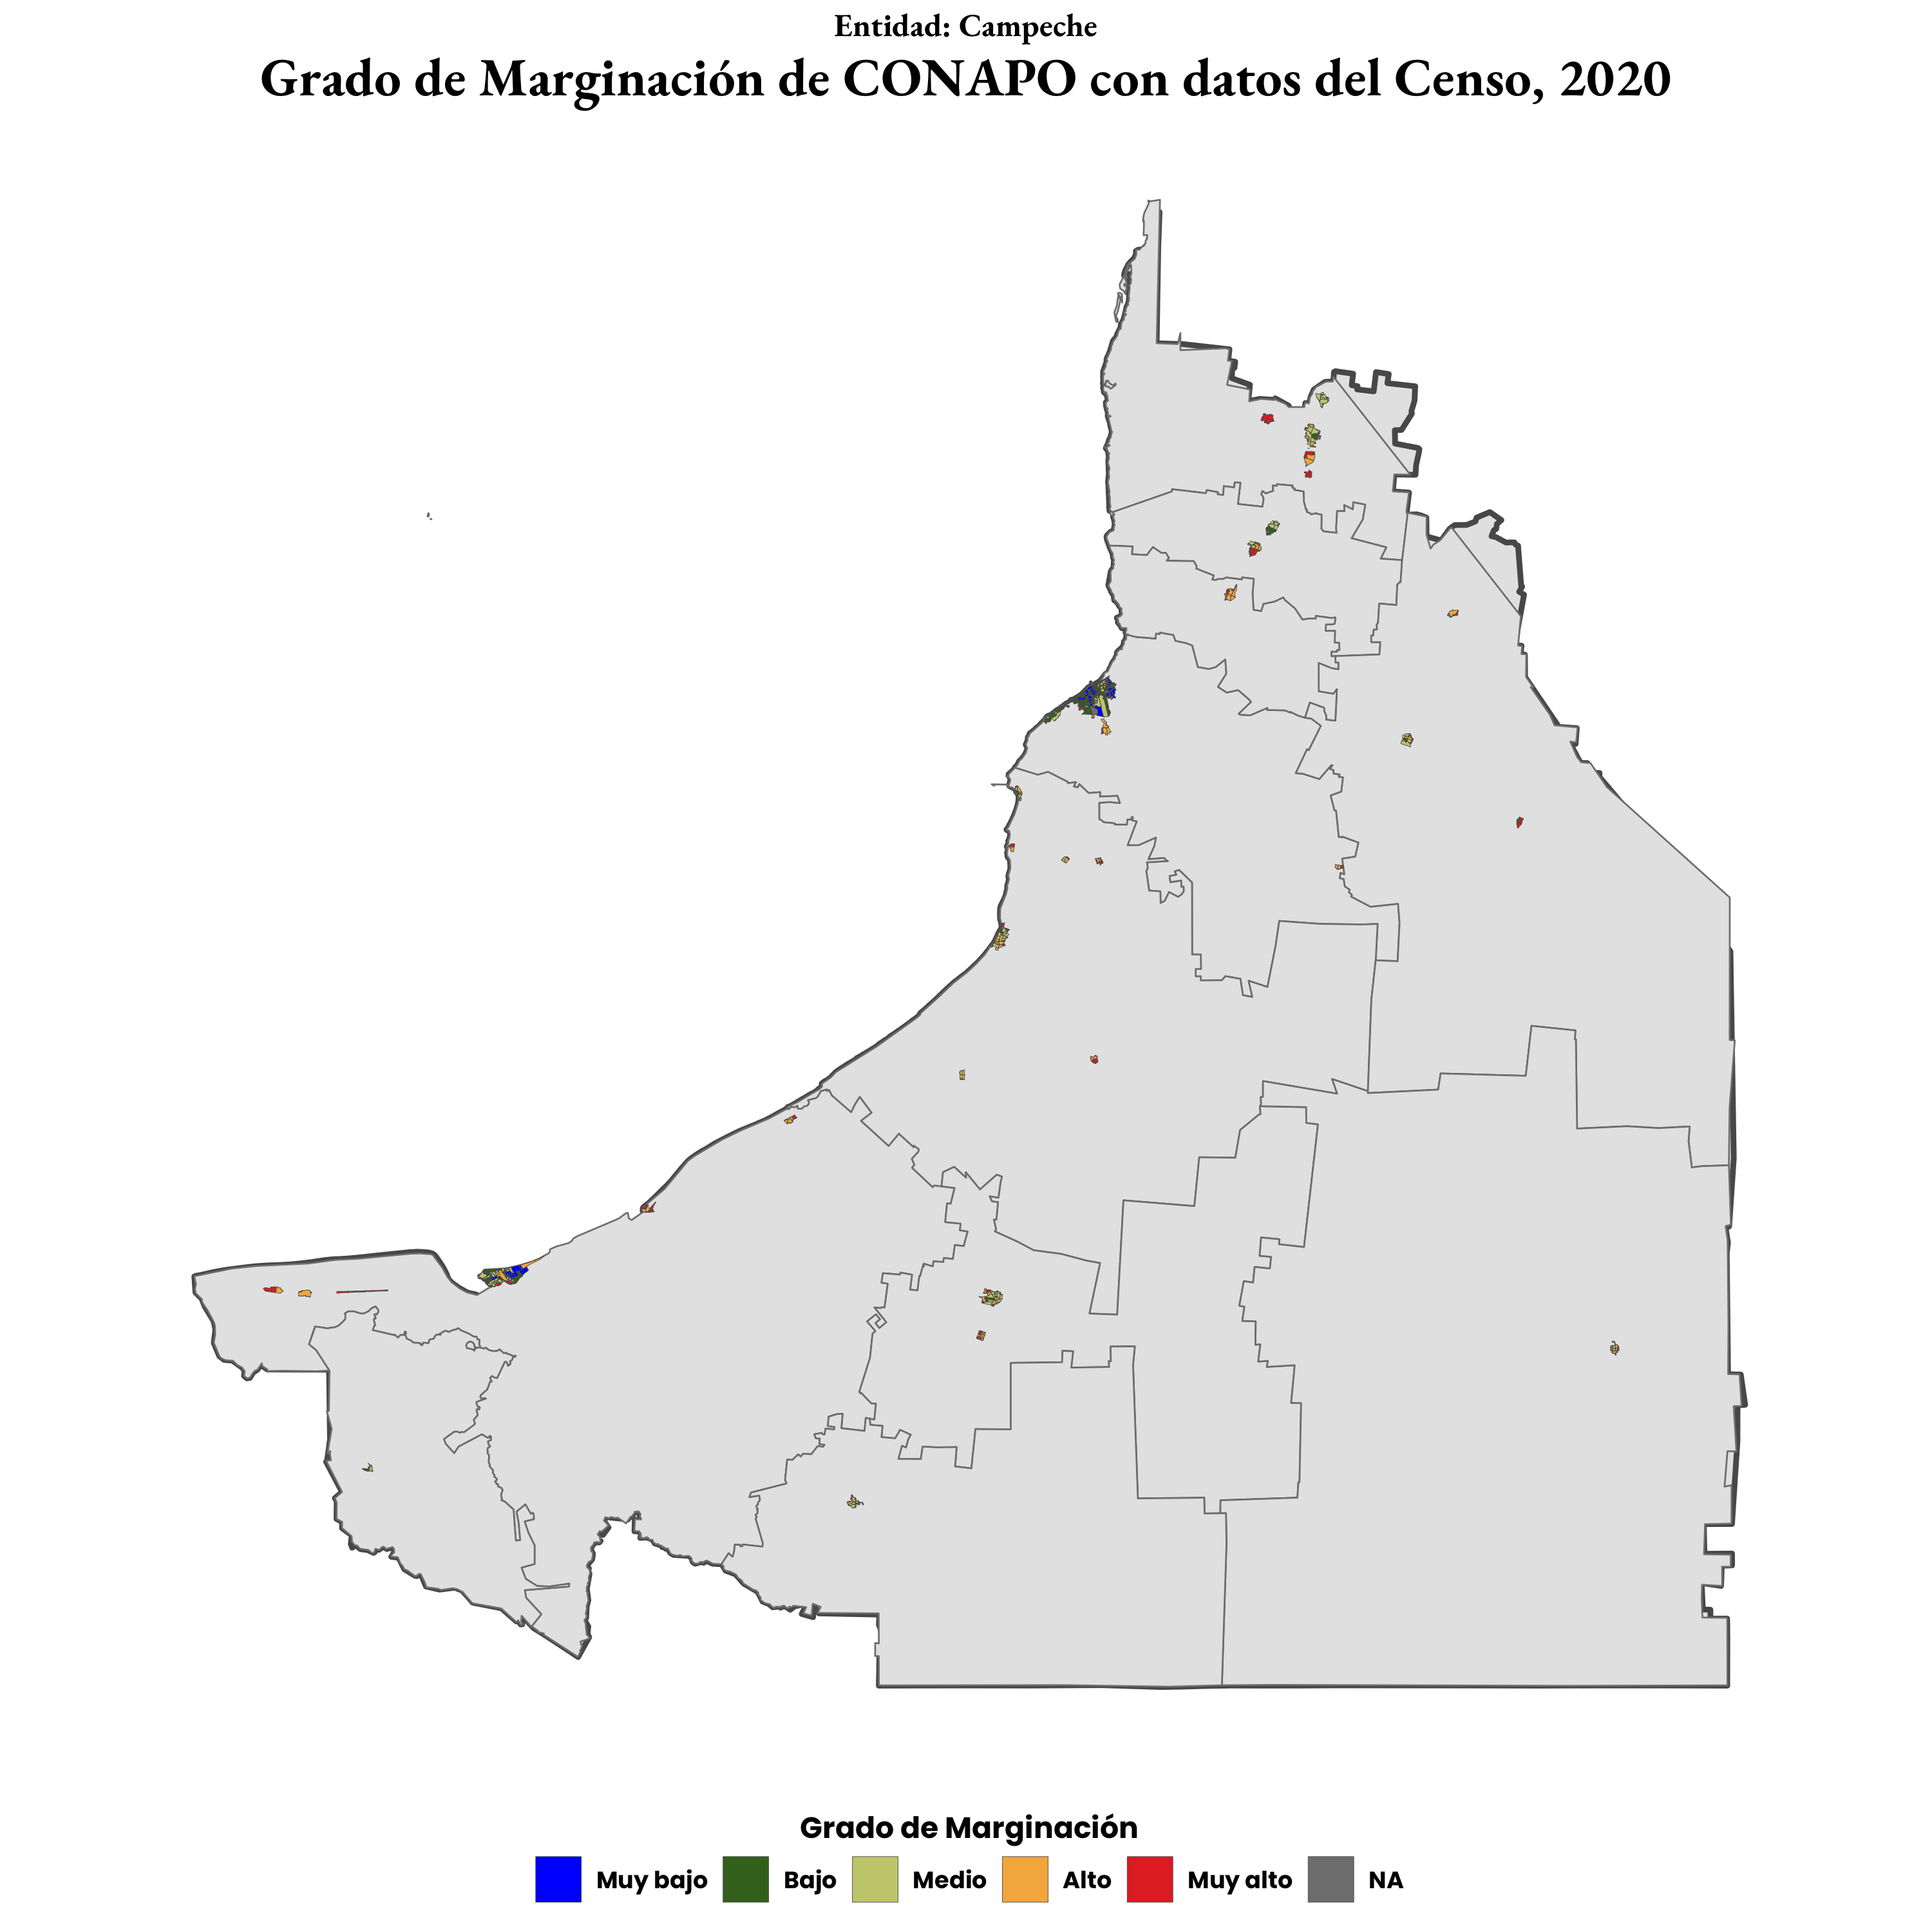 Entidad: Campeche
Grado de Marginación de CONAPO con datos del Censo, 2020
Grado de Marginación
Muy bajo Bajo Medio Alto Muy alto NA